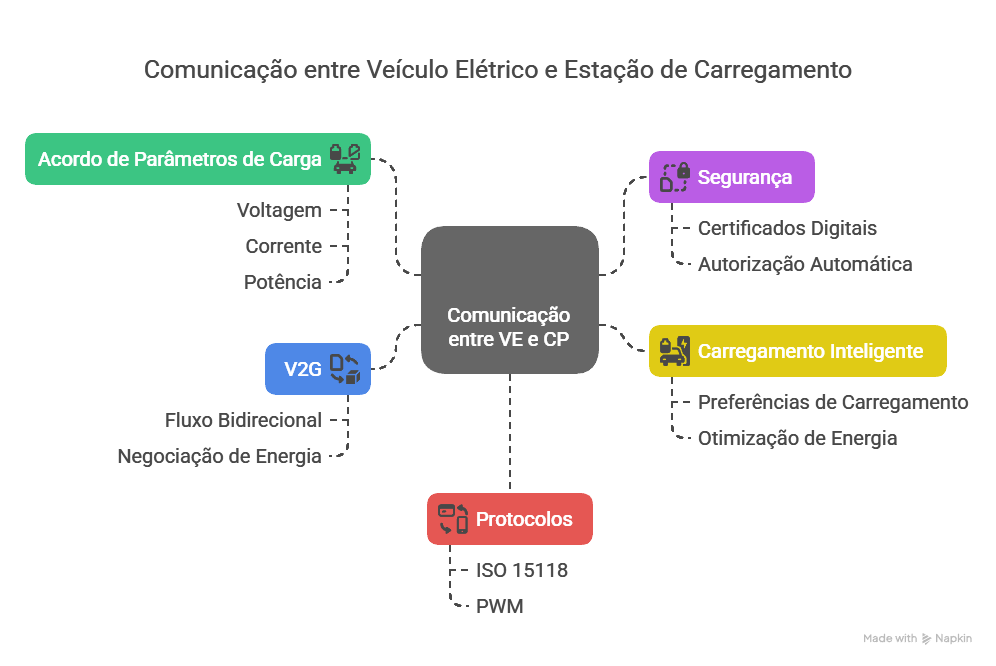 Comunicação entre Veículo Elétrico e Estação de Carregamento
Acordo de Parâmetros de Carga
Voltagem
Corrente
Potência
V2G
Fluxo Bidirecional
Negociação de Energia
Comunicação
entre VE e CP
Segurança
Certificados Digitais
Autorização Automática
Carregamento Inteligente
Preferências de Carregamento
Otimização de Energia
Protocolos
ISO 15118
PWM
Made with Napkin